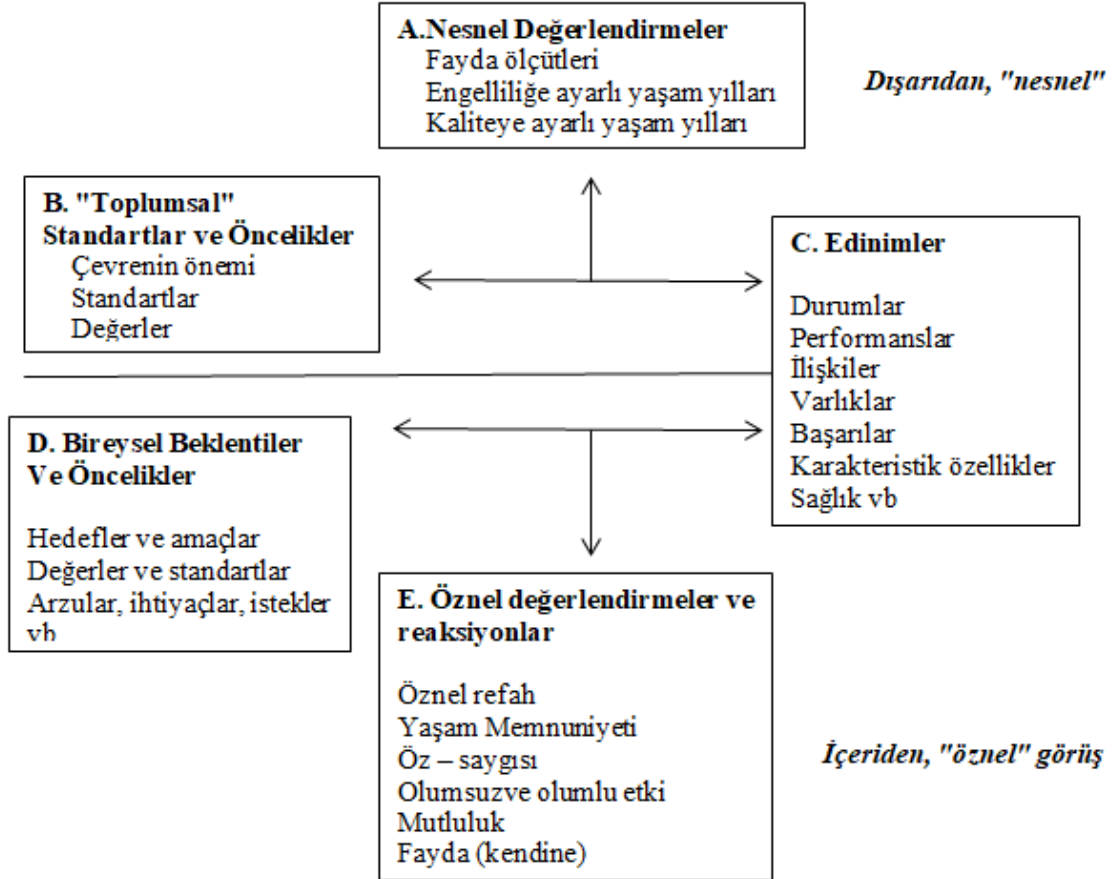 A.Nesnel Değerlendirmeler
Fayda ölçütleri
Engelliliğe ayarlı yaşam yılları
Kaliteye ayarlı yaşam yılları
Dışarıdan, "nesnel"
B. "Toplumsal"
Standartlar ve Öncelikler
Çevrenin önemi
Standartlar
Değerler
C. Edinimler
Durumlar
Performanslar
İlişkiler
Varlıklar
Başarılar
Karakteristik özellikler
Sağlık vb
D. Bireysel Beklentiler
Ve Öncelikler
Hedefler ve amaçlar
Değerler ve standartlar
Arzular, ihtiyaçlar, istekler
vb
E. Öznel değerlendirmeler ve
reaksiyonlar
Öznel refah
Yaşam Memnuniyeti
Öz – saygısı
Olumsuzve olumlu etki
Mutluluk
Fayda (kendine)
İçeriden, "öznel" görüş